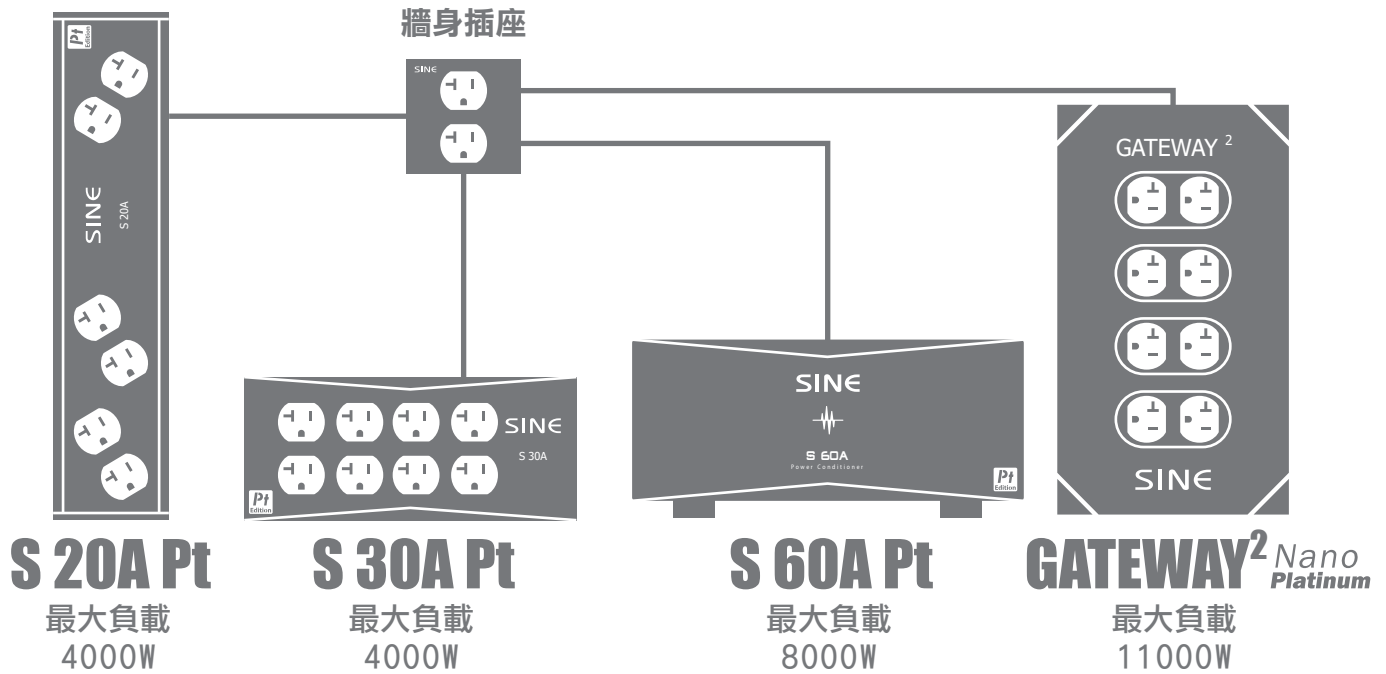 牆身插座
Pt
Edition
SINE
S 20A
SINE
GATEWAY 2
SINE
SINE
S 30A
Pt
Edition
SINE
S 60A
Power Conditioner
Pt
Edition
SINE
S 20A Pt
最大負載
4000W
S 30A Pt
最大負載
4000W
S 60A Pt
最大負載
8000W
GATEWAY2 Nano
Platinum
最大負載
11000W